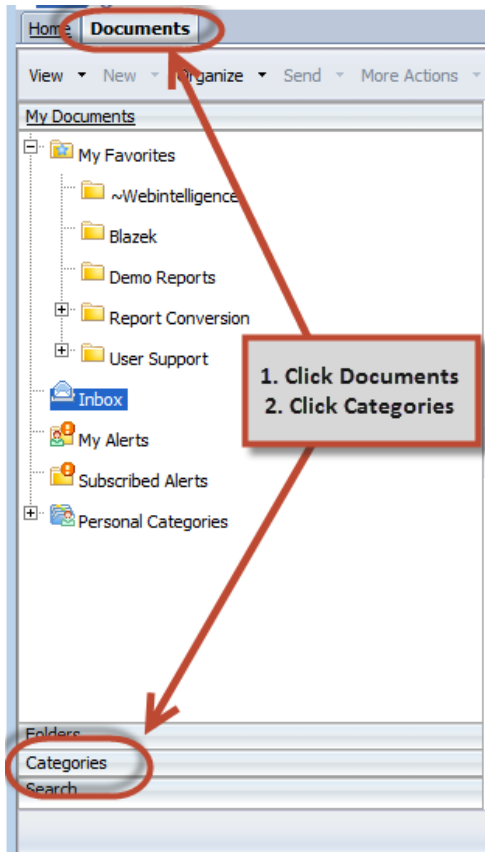 Home Documents
View New Organize Send More Actions
My Documents
My Favorites
~Webintelligence
Blazek
Demo Reports
Report Conversion
User Support
1. Click Documents
2. Click Categories
Inbox
My Alerts
Subscribed Alerts
Personal Categories
Folders
Categories
Search